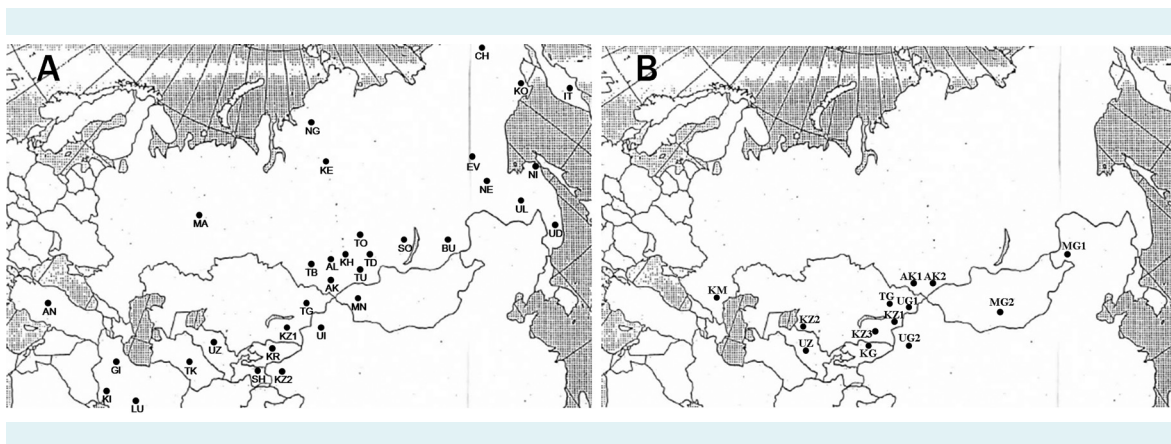 A
B
CH
KO
IT
NG
KE
EV
NI
NE
MA
UL
UD
TO
SO
BU
AL
KH
TD
TB
TU
AK
AN
TG
MN
KZ1
UI
UZ
KR
GI
TK
SH
KZ2
KI
LU
MG1
AK1
AK2
KM
TG
UG1
MG2
KZ1
KZ2
KZ3
UZ
KG
UG2